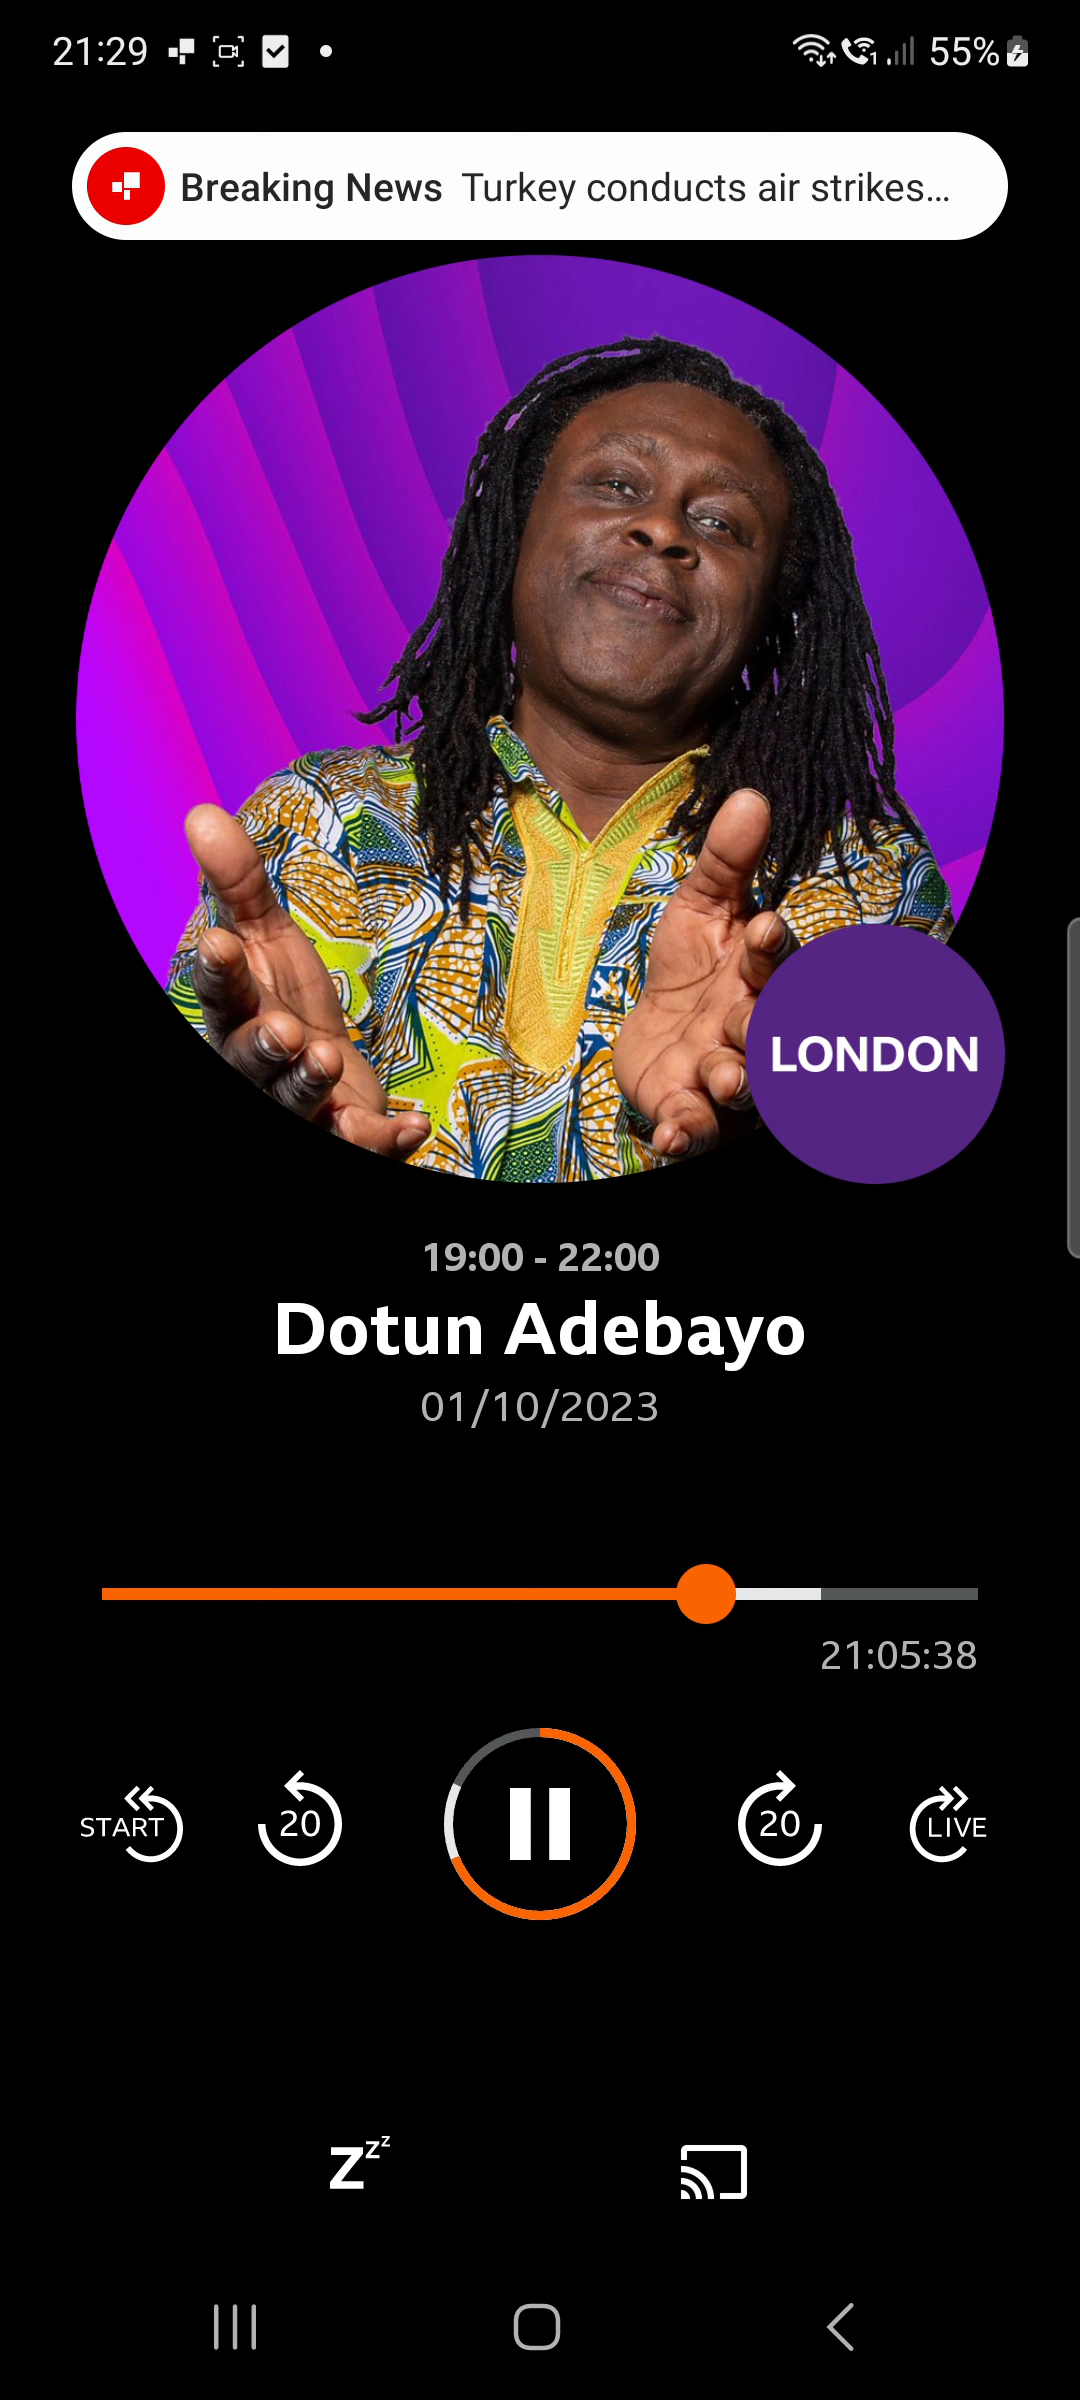 21:29 55%
Breaking News Turkey conducts air strikes...
LONDON
19:00 - 22:00
Dotun Adebayo
01/10/2023
21:05:38
START 20 20 LIVE
Zzz